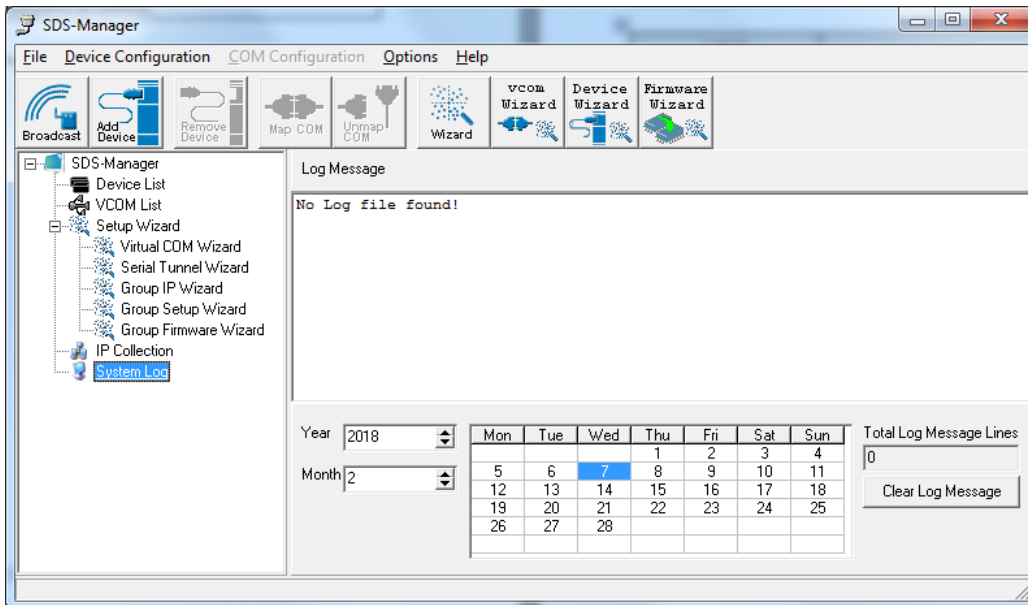 SDS-Manager
File Device Configuration COM Configuration Options Help
Broadcast
Add Device
Remove Device
Map COM
Unmap COM
Wizard
vcom Wizard
Device Wizard
Firmware Wizard
SDS-Manager
Device List
VCOM List
Setup Wizard
Virtual COM Wizard
Serial Tunnel Wizard
Group IP Wizard
Group Setup Wizard
Group Firmware Wizard
IP Collection
System Log
Log Message
No Log file found!
Year 2018
Month 2
Mon Tue Wed Thu Fri Sat Sun
1 2 3 4
5 6 7 8 9 10 11
12 13 14 15 16 17 18
19 20 21 22 23 24 25
26 27 28
Total Log Message Lines
0
Clear Log Message